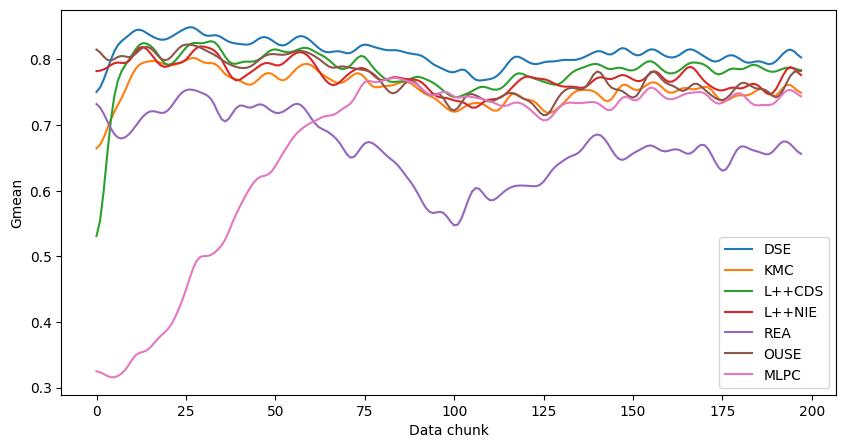 Gmean
0.8
0.7
0.6
0.5
0.4
0.3
0
25
50
75
100
125
150
175
200
Data chunk
DSE
KMC
L++CDS
L++NIE
REA
OUSE
MLPC